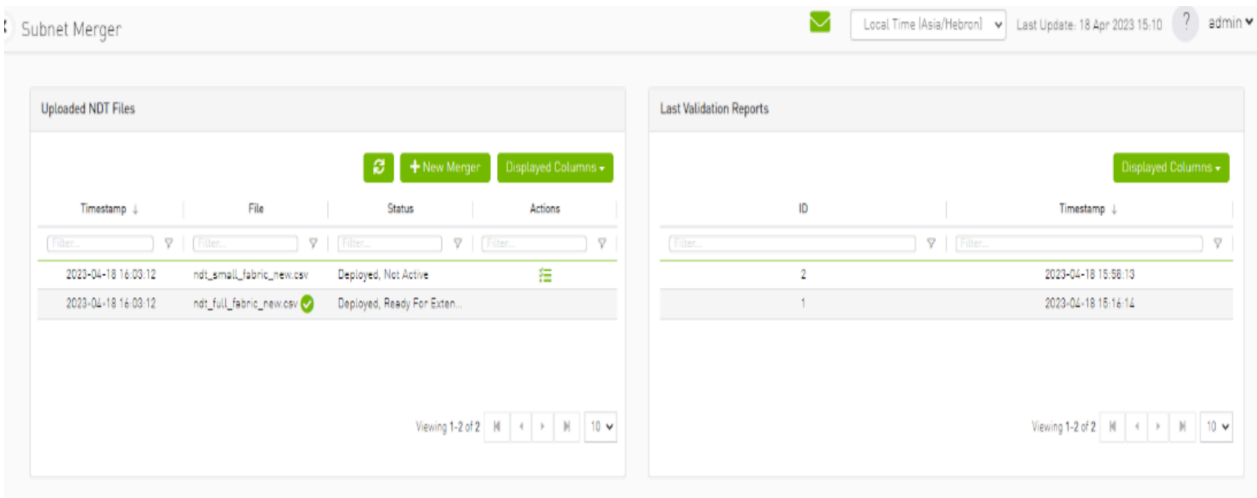 Subnet Merger
Local Time (Asia/Hebron)
Last Update: 18 Apr 2023 15:10
?
admin
Uploaded NDT Files
New Merger
Displayed Columns
Timestamp ↓ File Status Actions
Filter... Filter... Filter... Filter...
2023-04-18 16:03:12 ndt_small_fabric_new.csv Deployed, Not Active
2023-04-18 16:03:12 ndt_full_fabric_new.csv Deployed, Ready For Exten...
Viewing 1-2 of 2 10
Last Validation Reports
Displayed Columns
ID Timestamp ↓
Filter... Filter...
2 2023-04-18 15:58:13
1 2023-04-18 15:16:14
Viewing 1-2 of 2 10